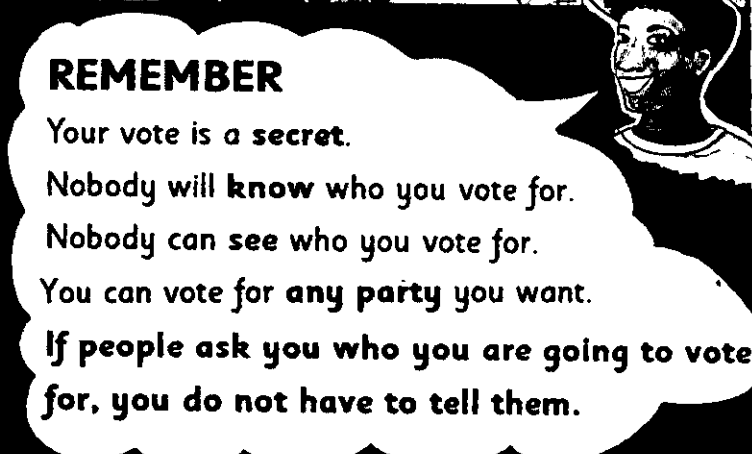 REMEMBER
Your vote is a secret.
Nobody will know who you vote for.
Nobody can see who you vote for.
You can vote for any party you want.
If people ask you who you are going to vote
for, you do not have to tell them.